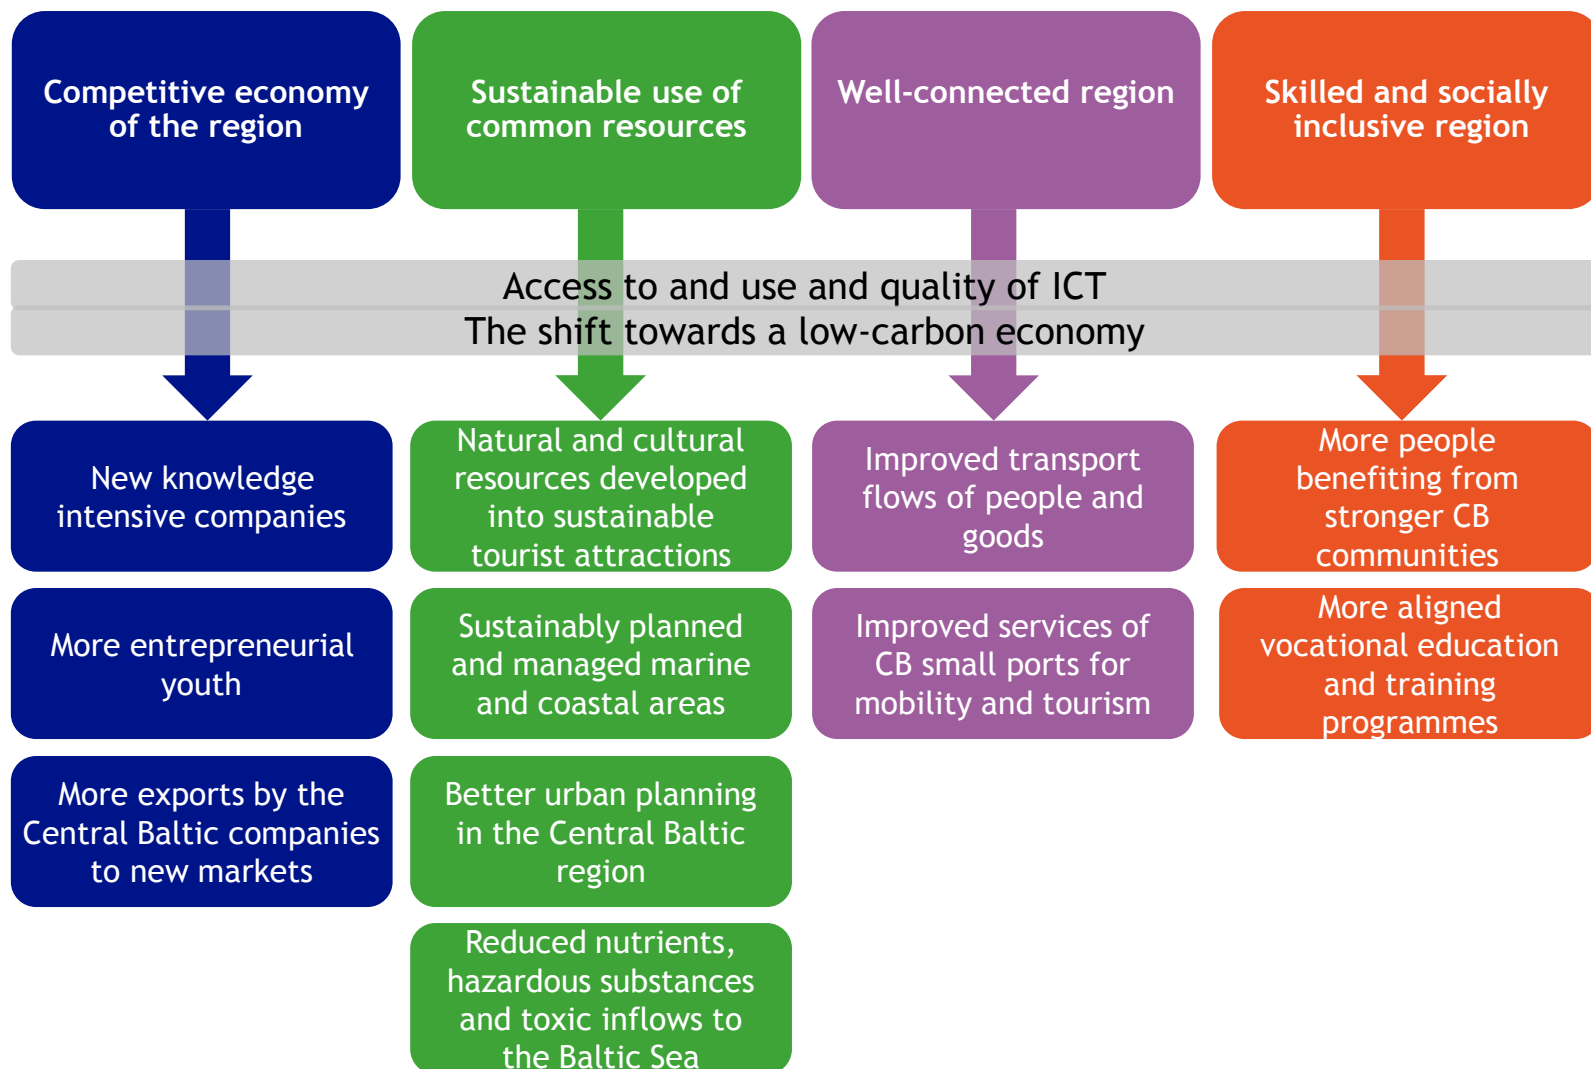 Competitive economy
of the region
Sustainable use of
common resources
Well-connected region
Skilled and socially
inclusive region
Access to and use and quality of ICT
The shift towards a low-carbon economy
New knowledge
intensive companies
More entrepreneurial
youth
More exports by the
Central Baltic companies
to new markets
Natural and cultural
resources developed
into sustainable
tourist attractions
Sustainably planned
and managed marine
and coastal areas
Better urban planning
in the Central Baltic
region
Reduced nutrients,
hazardous substances
and toxic inflows to
the Baltic Sea
Improved transport
flows of people and
goods
Improved services of
CB small ports for
mobility and tourism
More people
benefiting from
stronger CB
communities
More aligned
vocational education
and training
programmes